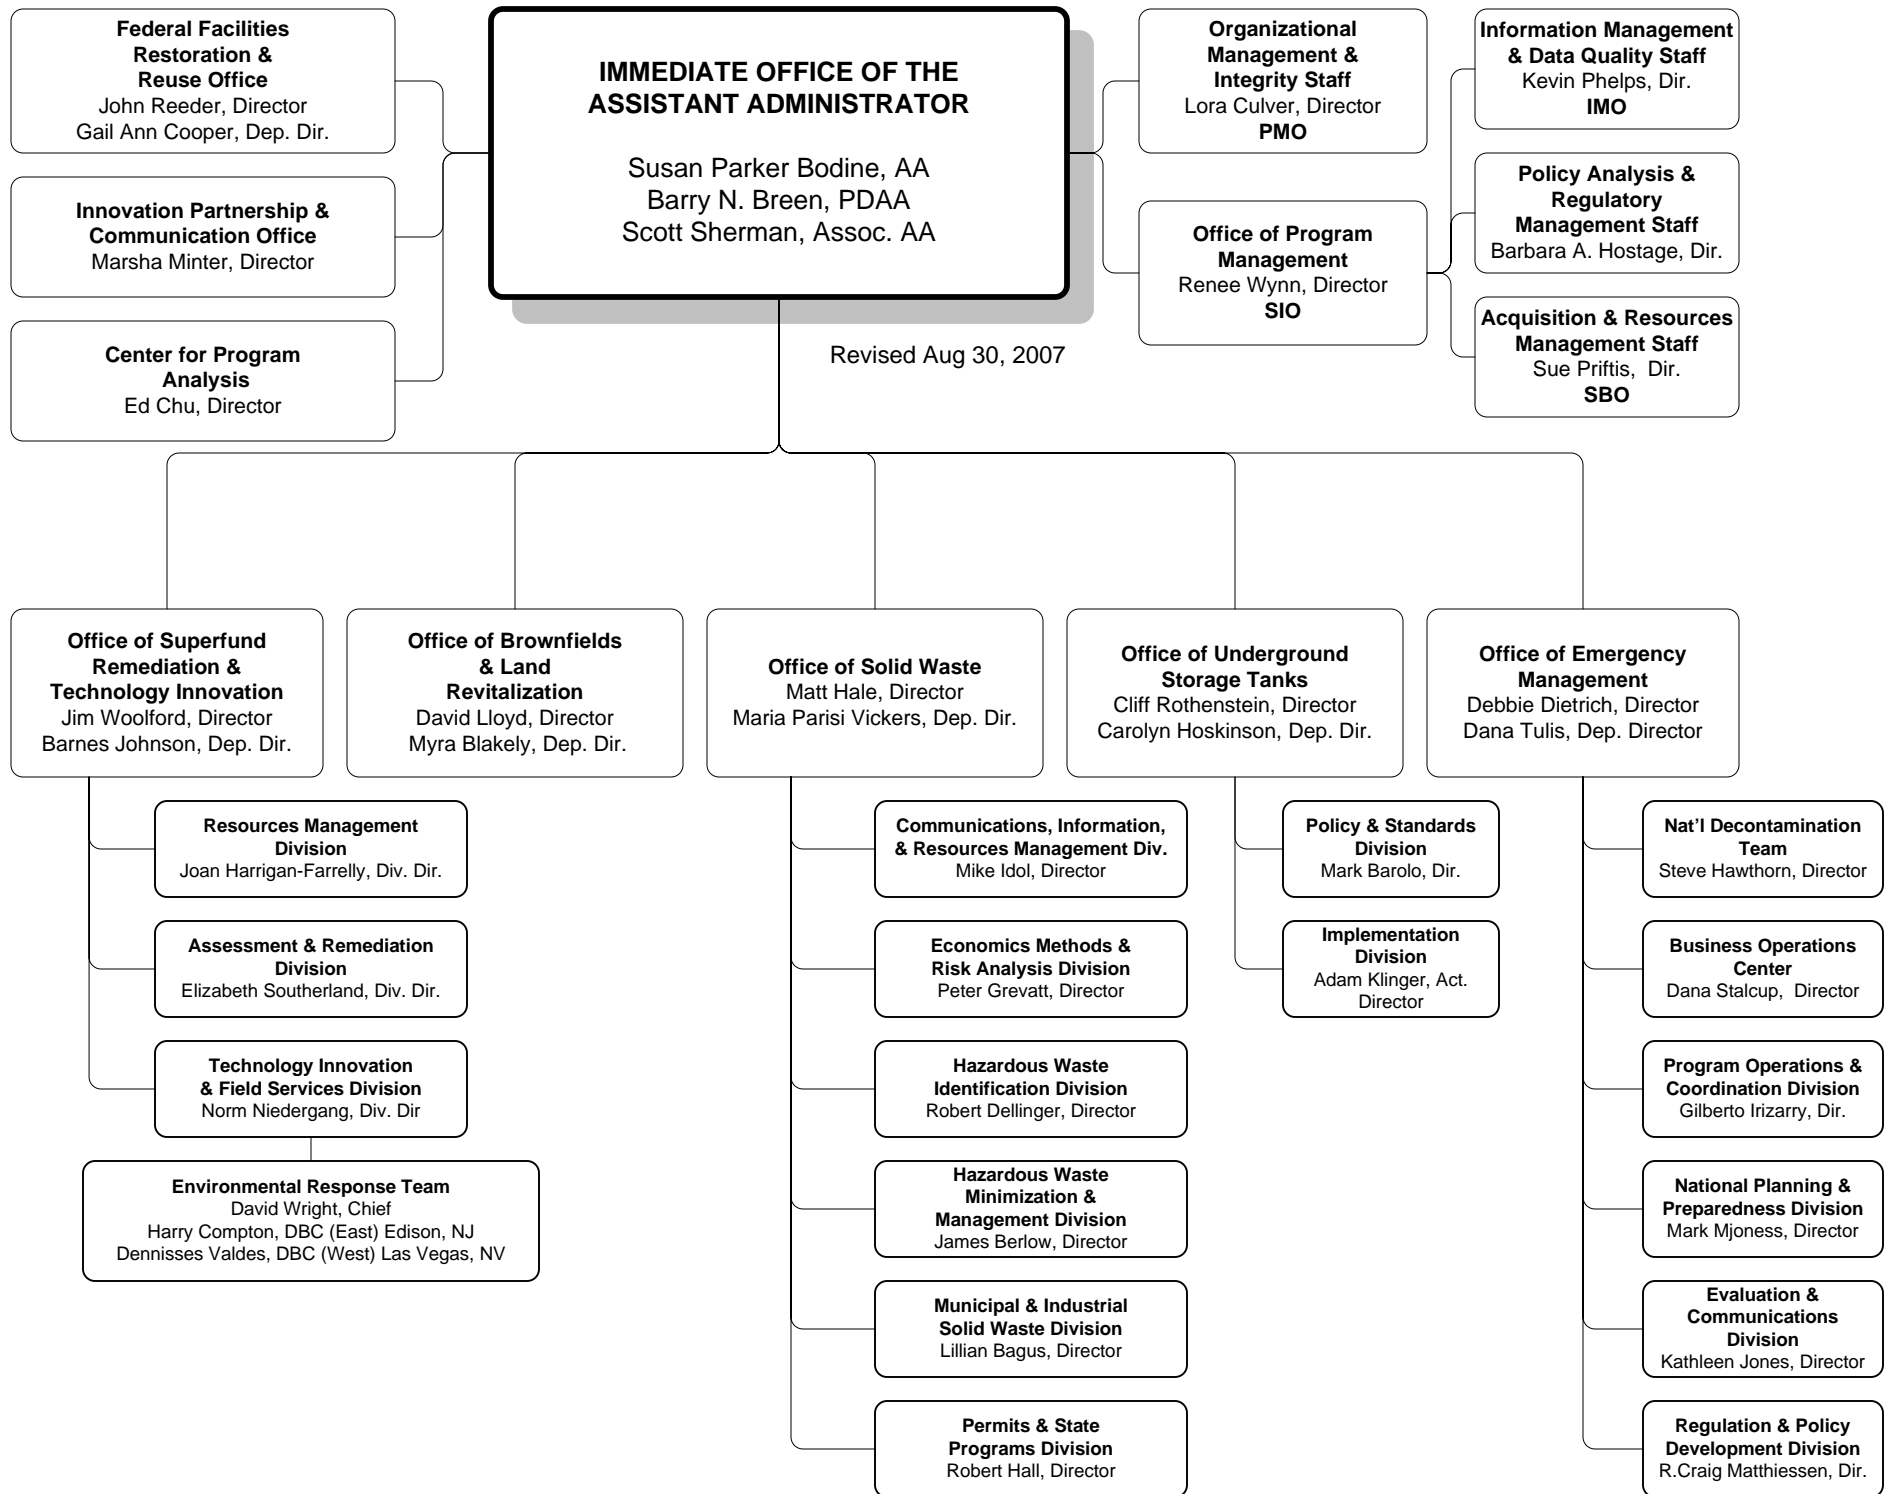 Federal Facilities
Restoration &
Reuse Office
John Reeder, Director
Gail Ann Cooper, Dep. Dir.
Innovation Partnership &
Communication Office
Marsha Minter, Director
Center for Program
Analysis
Ed Chu, Director
IMMEDIATE OFFICE OF THE
ASSISTANT ADMINISTRATOR
Susan Parker Bodine, AA
Barry N. Breen, PDAA
Scott Sherman, Assoc. AA
Revised Aug 30, 2007
Organizational
Management &
Integrity Staff
Lora Culver, Director
PMO
Office of Program
Management
Renee Wynn, Director
SIO
Information Management
& Data Quality Staff
Kevin Phelps, Dir.
IMO
Policy Analysis &
Regulatory
Management Staff
Barbara A. Hostage, Dir.
Acquisition & Resources
Management Staff
Sue Priftis,  Dir.
SBO
Office of Superfund
Remediation &
Technology Innovation
Jim Woolford, Director
Barnes Johnson, Dep. Dir.
Resources Management
Division
Joan Harrigan-Farrelly, Div. Dir.
Assessment & Remediation
Division
Elizabeth Southerland, Div. Dir.
Technology Innovation
& Field Services Division
Norm Niedergang, Div. Dir
Environmental Response Team
David Wright, Chief
Harry Compton, DBC (East) Edison, NJ
Dennisses Valdes, DBC (West) Las Vegas, NV
Office of Brownfields
& Land
Revitalization
David Lloyd, Director
Myra Blakely, Dep. Dir.
Office of Solid Waste
Matt Hale, Director
Maria Parisi Vickers, Dep. Dir.
Communications, Information,
& Resources Management Div.
Mike Idol, Director
Economics Methods &
Risk Analysis Division
Peter Grevatt, Director
Hazardous Waste
Identification Division
Robert Dellinger, Director
Hazardous Waste
Minimization &
Management Division
James Berlow, Director
Municipal & Industrial
Solid Waste Division
Lillian Bagus, Director
Permits & State
Programs Division
Robert Hall, Director
Office of Underground
Storage Tanks
Cliff Rothenstein, Director
Carolyn Hoskinson, Dep. Dir.
Policy & Standards
Division
Mark Barolo, Dir.
Implementation
Division
Adam Klinger, Act.
Director
Office of Emergency
Management
Debbie Dietrich, Director
Dana Tulis, Dep. Director
Nat’l Decontamination
Team
Steve Hawthorn, Director
Business Operations
Center
Dana Stalcup,  Director
Program Operations &
Coordination Division
Gilberto Irizarry, Dir.
National Planning &
Preparedness Division
Mark Mjoness, Director
Evaluation &
Communications
Division
Kathleen Jones, Director
Regulation & Policy
Development Division
R.Craig Matthiessen, Dir.